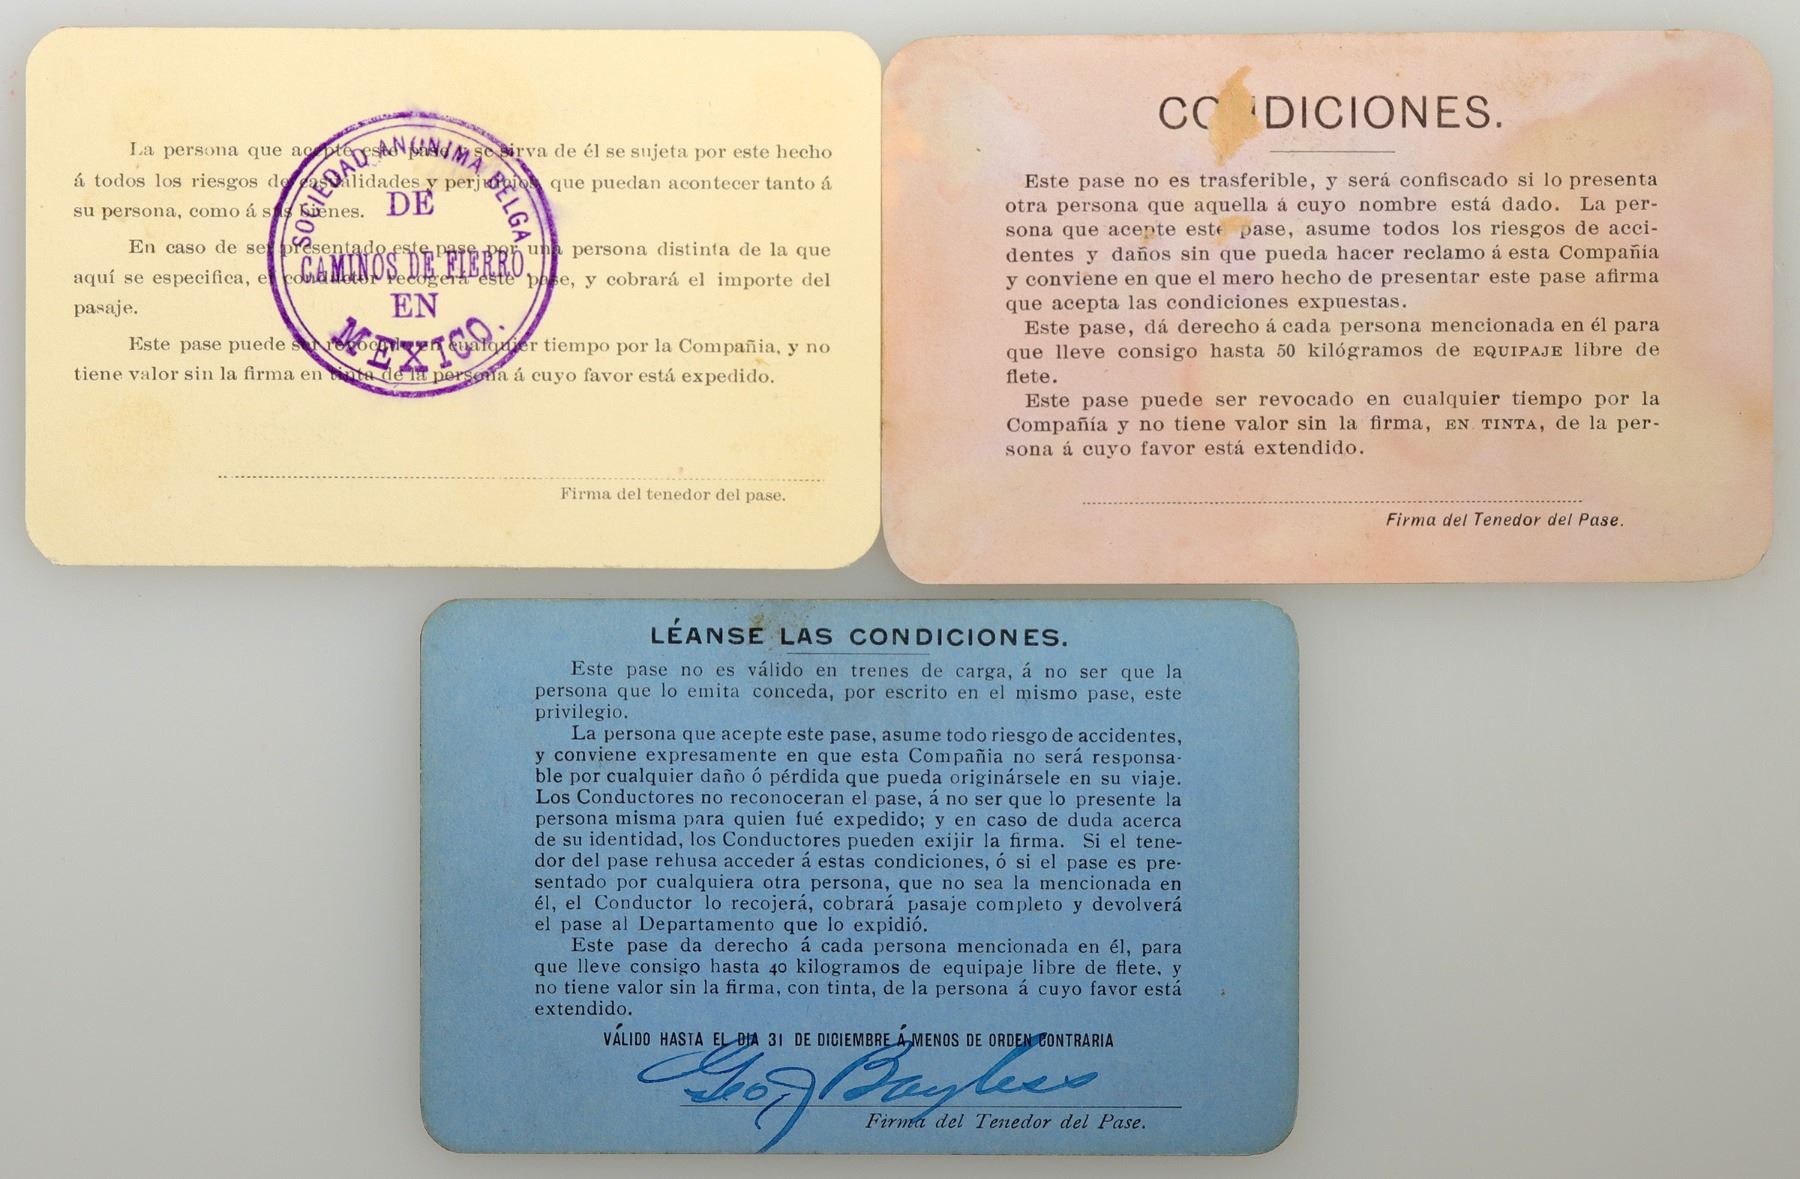 La persona que acepte este pase y se sirva de él se sujeta por este hecho
á todos los riesgos de casualidades y perjuicios, que puedan acontecer tanto á
su persona, como á sus bienes.
En caso de ser presentado este pase por una persona distinta de la que
aquí se especifica, el conductor recogerá este pase, y cobrará el importe del
pasaje.
Este pase puede ser revocado en cualquier tiempo por la Compañia, y no
tiene valor sin la firma en tinta de la persona á cuyo favor está expedido.
Firma del tenedor del pase.
SOCIEDAD ANONIMA BELGA
DE
CAMINOS DE FIERRO,
EN
MEXICO.
CONDICIONES.
Este pase no es trasferible, y será confiscado si lo presenta
otra persona que aquella á cuyo nombre está dado. La per-
sona que acepte este pase, asume todos los riesgos de acci-
dentes y daños sin que pueda hacer reclamo á esta Compañía
y conviene en que el mero hecho de presentar este pase afirma
que acepta las condiciones expuestas.
Este pase, dá derecho á cada persona mencionada en él para
que lleve consigo hasta 50 kilógramos de EQUIPAJE libre de
flete.
Este pase puede ser revocado en cualquier tiempo por la
Compañía y no tiene valor sin la firma, EN TINTA, de la per-
sona á cuyo favor está extendido.
Firma del Tenedor del Pase.
LÉANSE LAS CONDICIONES.
Este pase no es válido en trenes de carga, á no ser que la
persona que lo emita conceda, por escrito en el mismo pase, este
privilegio.
La persona que acepte este pase, asume todo riesgo de accidentes,
y conviene expresamente en que esta Compañia no será responsa-
ble por cualquier daño ó pérdida que pueda originársele en su viaje.
Los Conductores no reconoceran el pase, á no ser que lo presente la
persona misma para quien fué expedido; y en caso de duda acerca
de su identidad, los Conductores pueden exijir la firma. Si el tene-
dor del pase rehusa acceder á estas condiciones, ó si el pase es pre-
sentado por cualquiera otra persona, que no sea la mencionada en
él, el Conductor lo recojerá, cobrará pasaje completo y devolverá
el pase al Departamento que lo expidió.
Este pase da derecho á cada persona mencionada en él, para
que lleve consigo hasta 40 kilogramos de equipaje libre de flete, y
no tiene valor sin la firma, con tinta, de la persona á cuyo favor está
extendido.
VÁLIDO HASTA EL DIA 31 DE DICIEMBRE Á MENOS DE ORDEN CONTRARIA
Geo J Bayless
Firma del Tenedor del Pase.